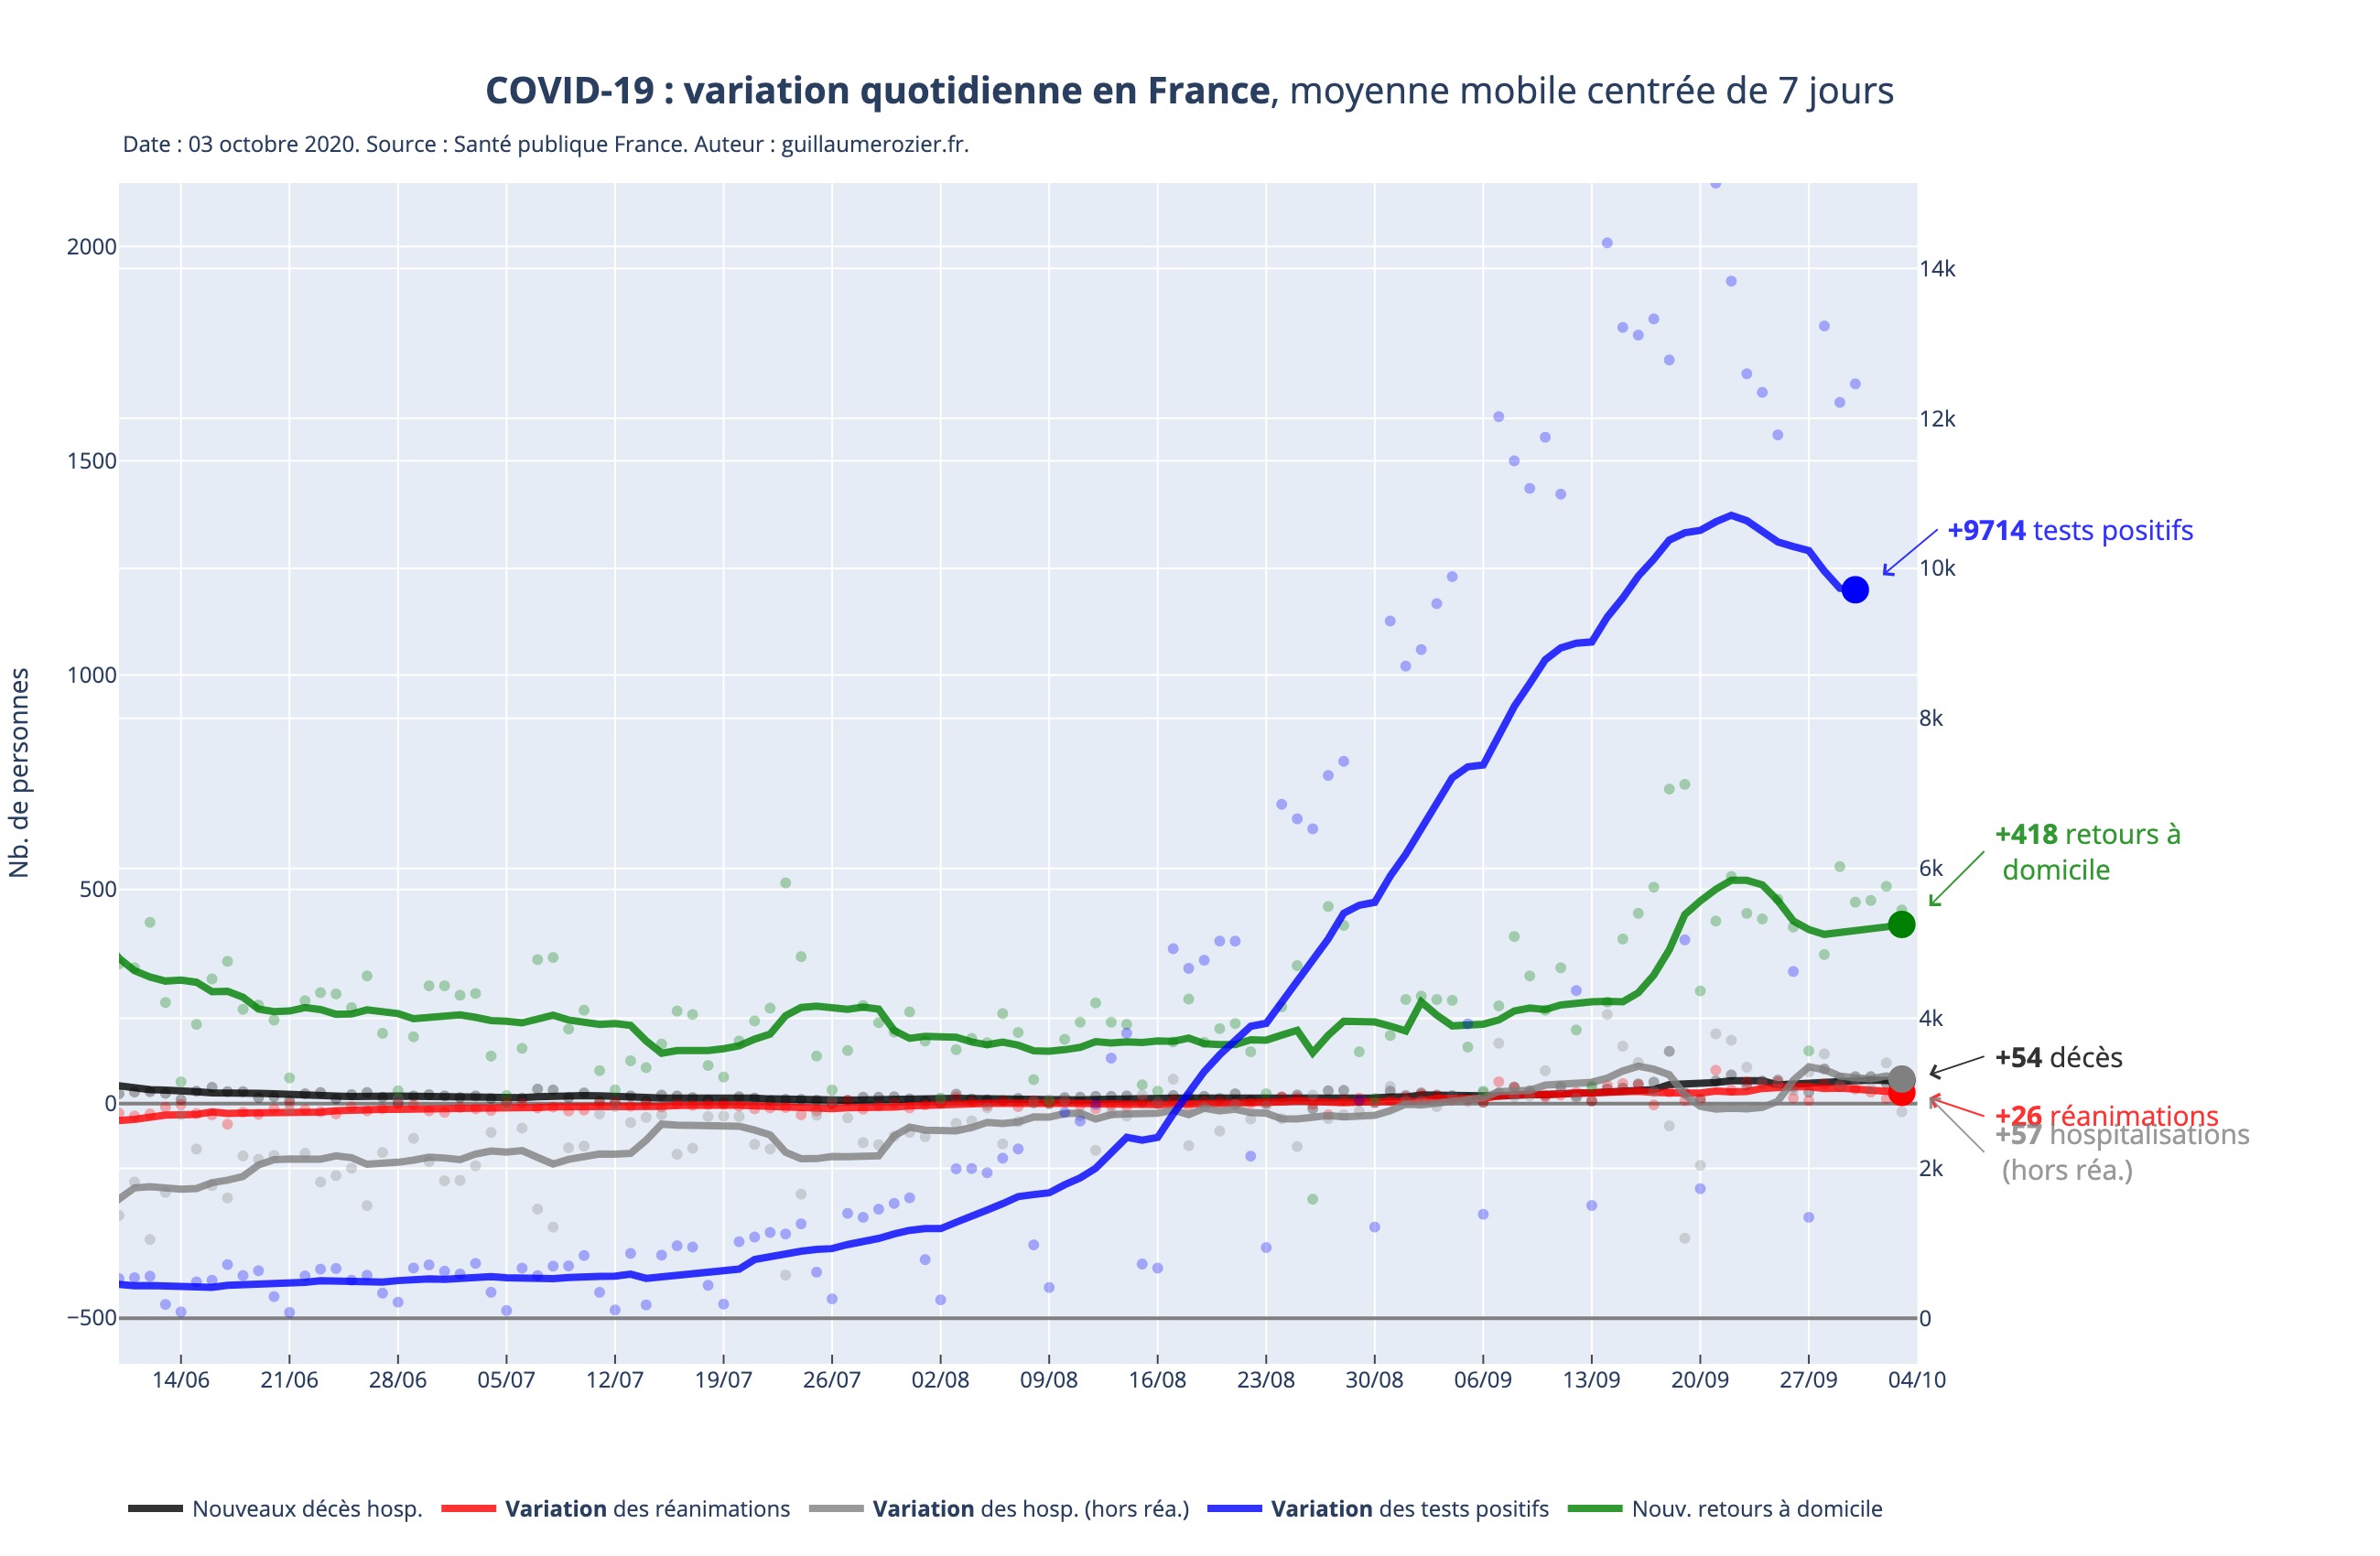 COVID-19 : variation quotidienne en France, moyenne mobile centrée de 7 jours
Date : 03 octobre 2020. Source : Santé publique France. Auteur : guillaumerozier.fr.
Nb. de personnes
2000
1500
1000
500
0
−500
14k
12k
10k
8k
6k
4k
2k
0
+9714 tests positifs
+418 retours à
domicile
+54 décès
+26 réanimations
+57 hospitalisations
(hors réa.)
14/06 21/06 28/06 05/07 12/07 19/07 26/07 02/08 09/08 16/08 23/08 30/08 06/09 13/09 20/09 27/09 04/10
Nouveaux décès hosp. Variation des réanimations Variation des hosp. (hors réa.) Variation des tests positifs Nouv. retours à domicile